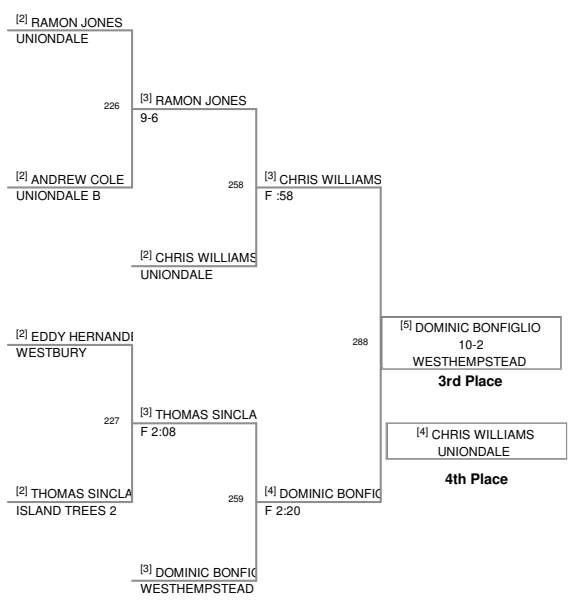 [2] RAMON JONES
UNIONDALE
226
[3] RAMON JONES
9-6
[2] ANDREW COLE
UNIONDALE B
258
[3] CHRIS WILLIAMS
F :58
[2] CHRIS WILLIAMS
UNIONDALE
[2] EDDY HERNANDE
WESTBURY
288
[5] DOMINIC BONFIGLIO
10-2
WESTHEMPSTEAD
3rd Place
227
[3] THOMAS SINCLA
F 2:08
[4] CHRIS WILLIAMS
UNIONDALE
4th Place
[2] THOMAS SINCLA
ISLAND TREES 2
259
[4] DOMINIC BONFIG
F 2:20
[3] DOMINIC BONFIG
WESTHEMPSTEAD